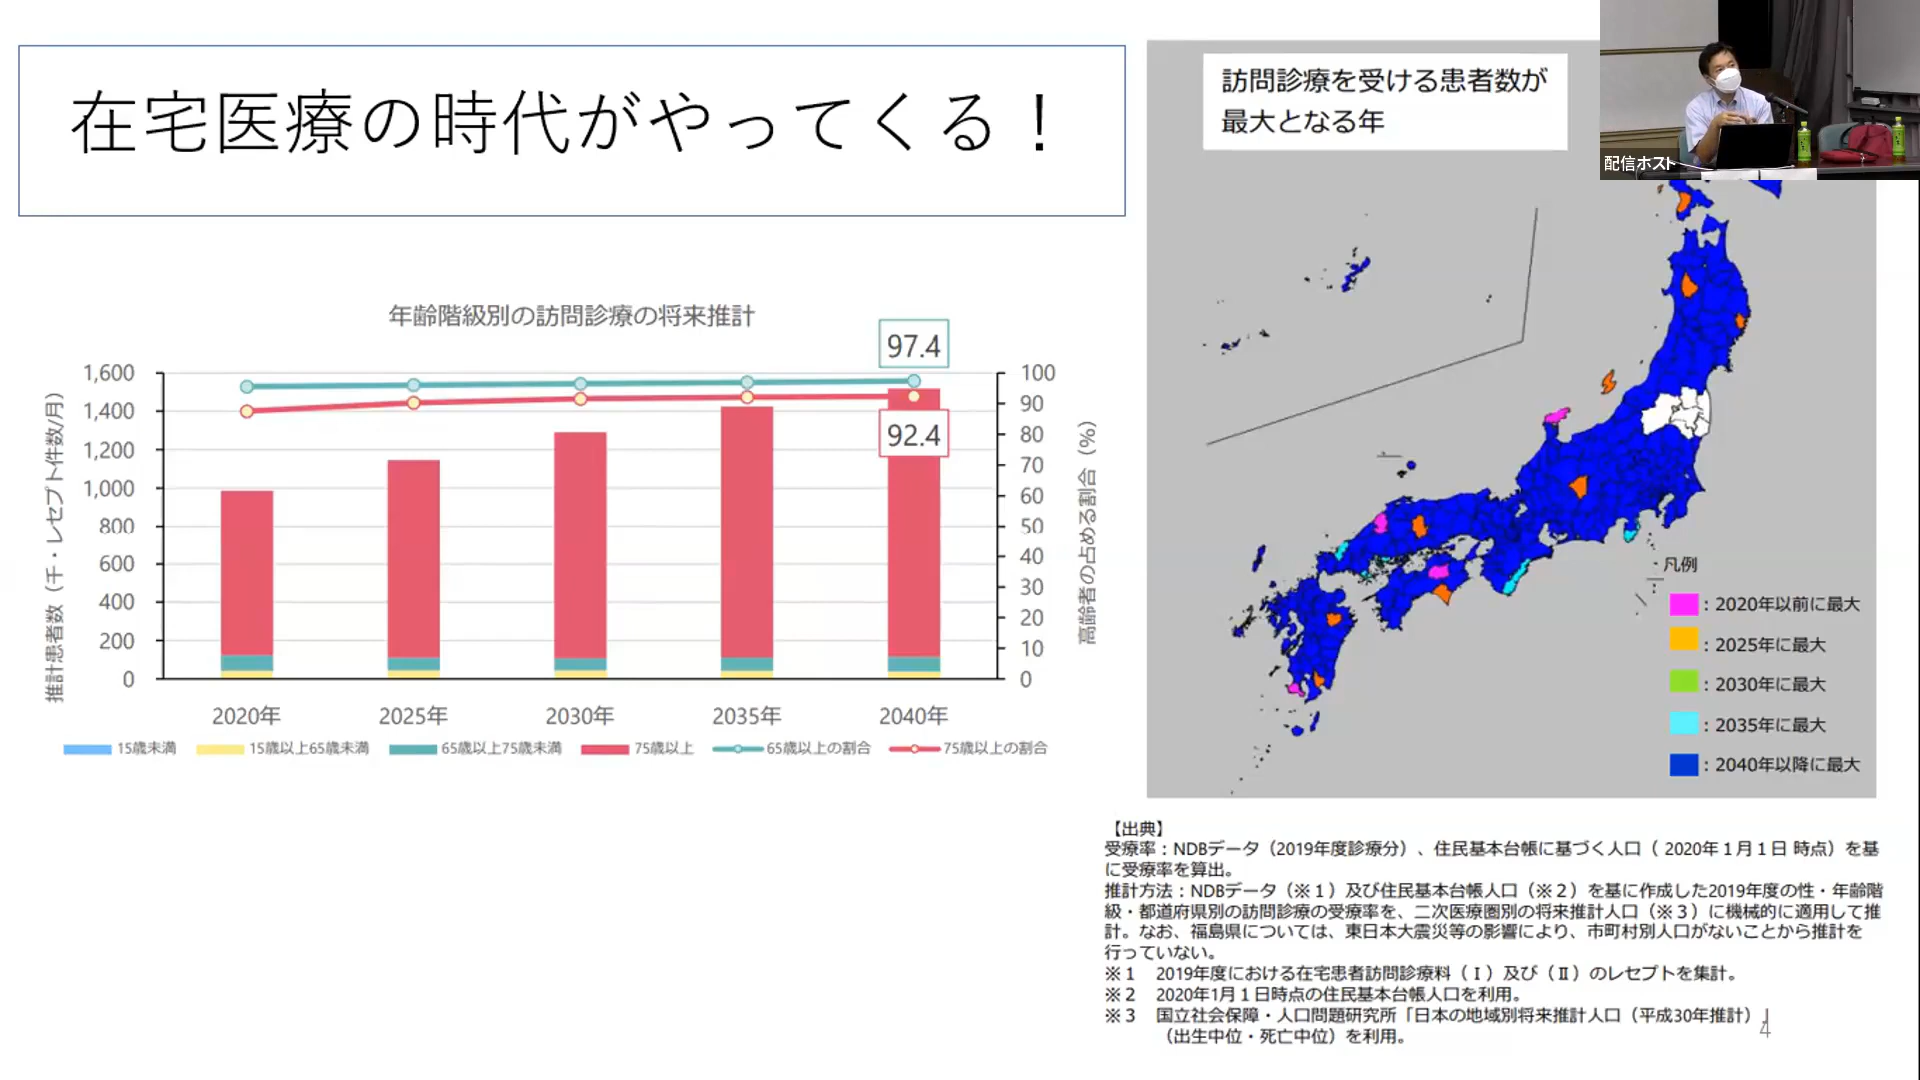 在宅医療の時代がやってくる！
年齢階級別の訪問診療の将来推計
97.4
92.4
推計患者数（千・レセプト件数/月）
1,600
1,400
1,200
1,000
800
600
400
200
0
100
90
80
70
60
50
40
30
20
10
0
高齢者の占める割合（%）
2020年 2025年 2030年 2035年 2040年
15歳未満 15歳以上65歳未満 65歳以上75歳未満 75歳以上 65歳以上の割合 75歳以上の割合
訪問診療を受ける患者数が
最大となる年
配信ホスト
凡例
：2020年以前に最大
：2025年に最大
：2030年に最大
：2035年に最大
：2040年以降に最大
【出典】
受療率：NDBデータ（2019年度診療分）、住民基本台帳に基づく人口（ 2020年１月１日 時点）を基
に受療率を算出。
推計方法：NDBデータ（※１）及び住民基本台帳人口（※２）を基に作成した2019年度の性・年齢階
級・都道府県別の訪問診療の受療率を、二次医療圏別の将来推計人口（※３）に機械的に適用して推
計。なお、福島県については、東日本大震災等の影響により、市町村別人口がないことから推計を
行っていない。
※１ 2019年度における在宅患者訪問診療料（Ⅰ）及び（Ⅱ）のレセプトを集計。
※２ 2020年1月１日時点の住民基本台帳人口を利用。
※３ 国立社会保障・人口問題研究所「日本の地域別将来推計人口（平成30年推計）」
（出生中位・死亡中位）を利用。
4